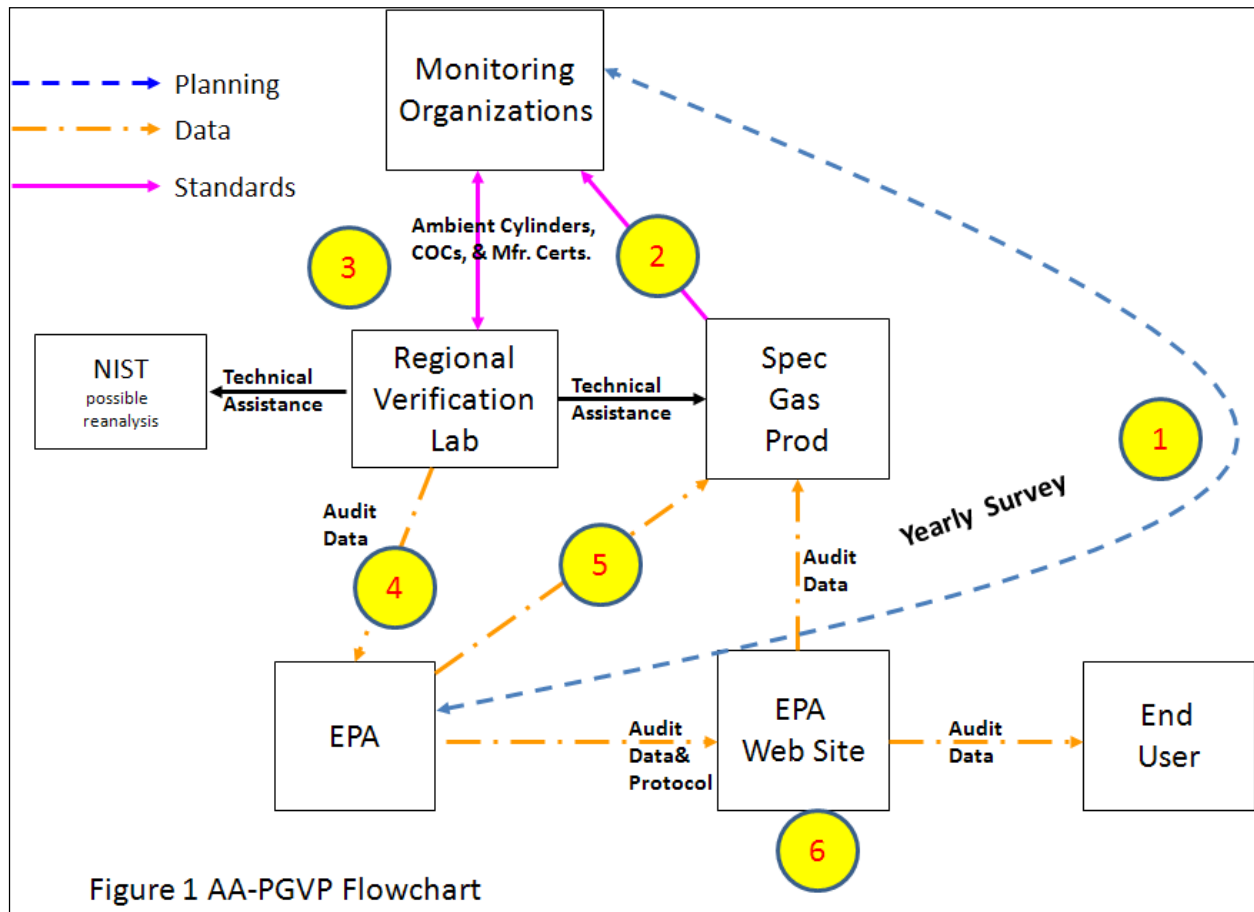 Monitoring
Organizations
Planning
Data
Standards
Ambient Cylinders,
COCs, & Mfr. Certs.
2
3
NIST
possible
reanalysis
Technical
Assistance
Regional
Verification
Lab
Technical
Assistance
Spec
Gas
Prod
1
Yearly Survey
Audit
Data
4
5
Audit
Data
EPA
Audit
Data&
Protocol
EPA
Web Site
Audit
Data
End
User
6
Figure 1 AA-PGVP Flowchart